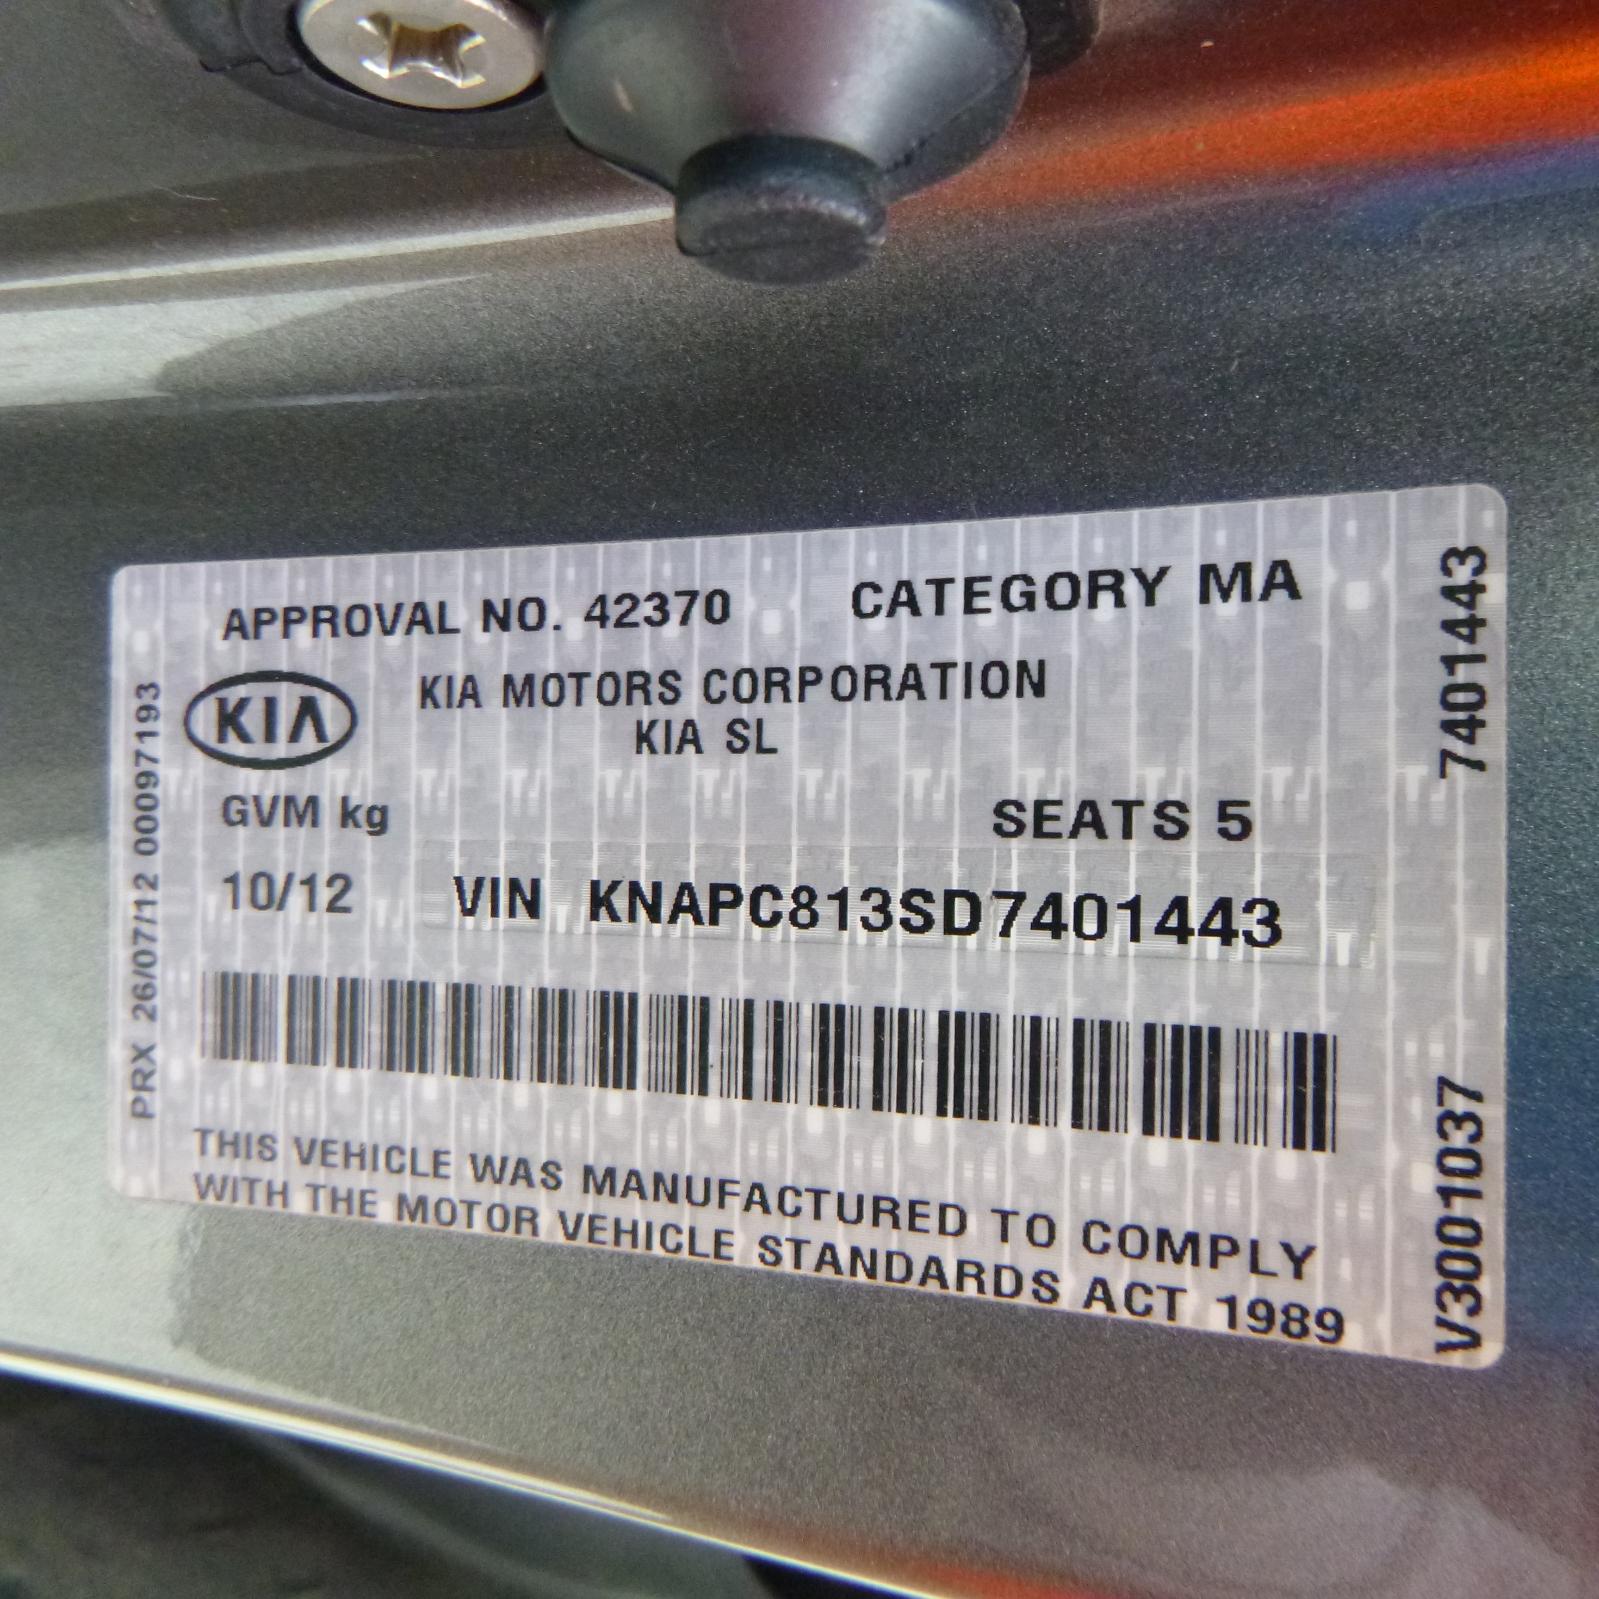 APPROVAL NO. 42370 CATEGORY MA
KIA
KIA MOTORS CORPORATION
KIA SL
GVM kg SEATS 5
10/12 VIN KNAPC813SD7401443
THIS VEHICLE WAS MANUFACTURED TO COMPLY
WITH THE MOTOR VEHICLE STANDARDS ACT 1989
PRX 26/07/12 00097193
V3001037 7401443